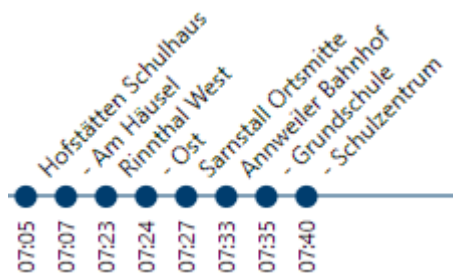 Hofstätten Schulhaus
- Am Häusel
Rinnthal West
- Ost
Sarnstall Ortsmitte
Annweiler Bahnhof
- Grundschule
- Schulzentrum
07:05
07:07
07:23
07:24
07:27
07:33
07:35
07:40